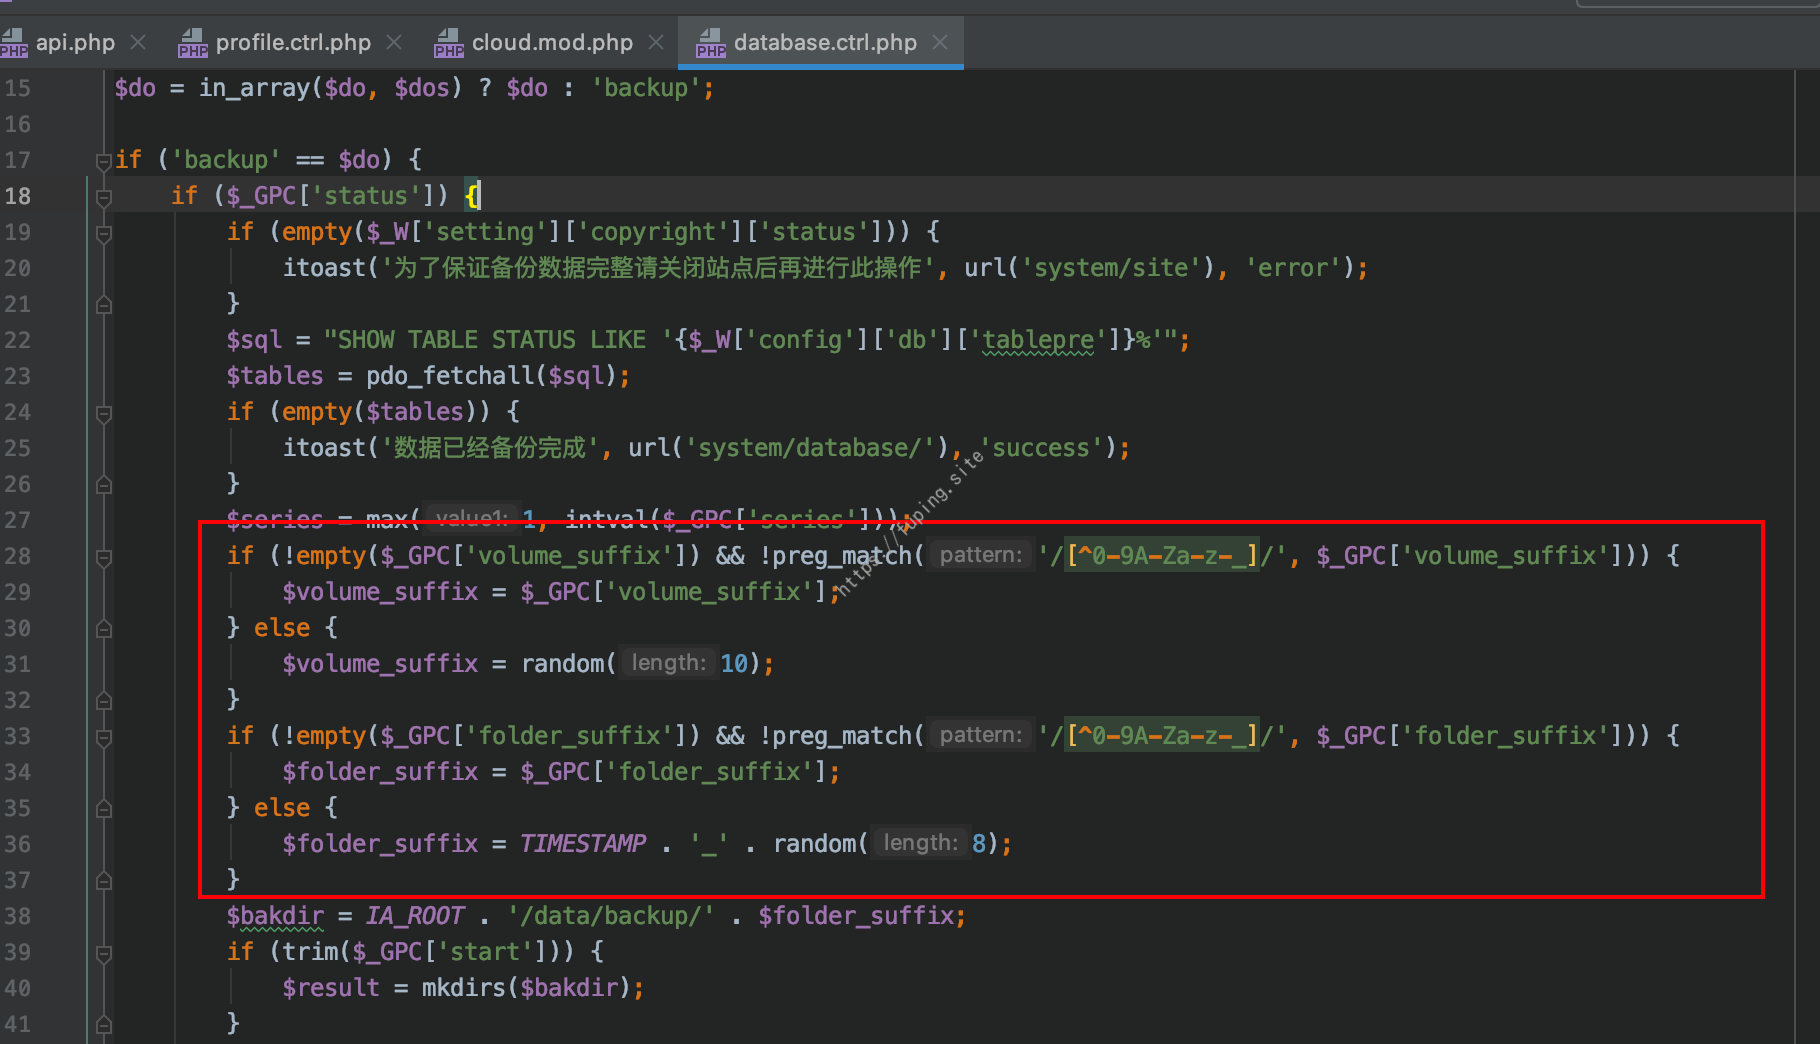 api.php
profile.ctrl.php
cloud.mod.php
database.ctrl.php
15 $do = in_array($do, $dos) ? $do : 'backup';
16
17 if ('backup' == $do) {
18 if ($_GPC['status']) {
19 if (empty($_W['setting']['copyright']['status'])) {
20 itoast('为了保证备份数据完整请关闭站点后再进行此操作', url('system/site'), 'error');
21 }
22 $sql = "SHOW TABLE STATUS LIKE '{$_W['config']['db']['tablepre']}%'";
23 $tables = pdo_fetchall($sql);
24 if (empty($tables)) {
25 itoast('数据已经备份完成', url('system/database/'), 'success');
26 }
27 $series = max( value1: 1, intval($_GPC['series']));
28 if (!empty($_GPC['volume_suffix']) && !preg_match( pattern: '/[^0-9A-Za-z-_]/', $_GPC['volume_suffix'])) {
29 $volume_suffix = $_GPC['volume_suffix'];
30 } else {
31 $volume_suffix = random( length: 10);
32 }
33 if (!empty($_GPC['folder_suffix']) && !preg_match( pattern: '/[^0-9A-Za-z-_]/', $_GPC['folder_suffix'])) {
34 $folder_suffix = $_GPC['folder_suffix'];
35 } else {
36 $folder_suffix = TIMESTAMP . '_' . random( length: 8);
37 }
38 $bakdir = IA_ROOT . '/data/backup/' . $folder_suffix;
39 if (trim($_GPC['start'])) {
40 $result = mkdirs($bakdir);
41 }
https://fuping.site
PHP
PHP
PHP
PHP